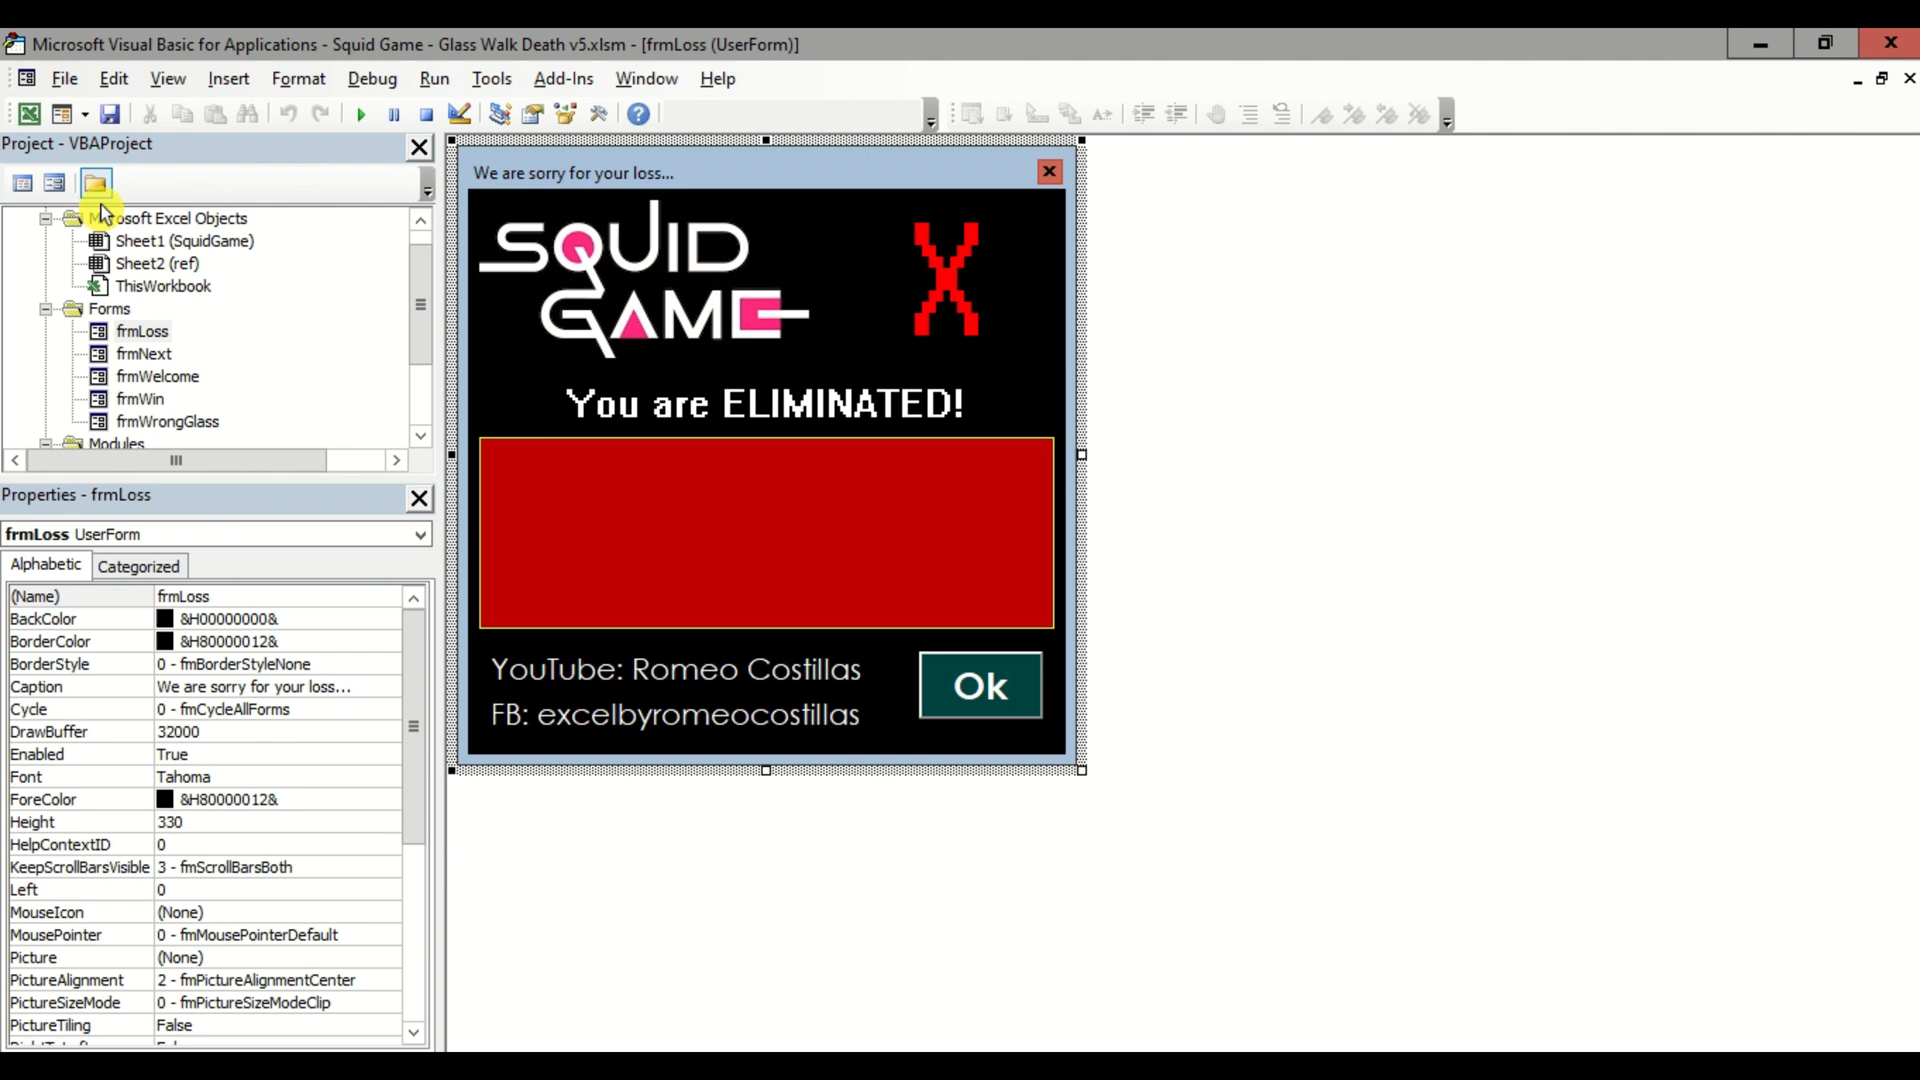 Microsoft Visual Basic for Applications - Squid Game - Glass Walk Death v5.xlsm - [frmLoss (UserForm)]
File Edit View Insert Format Debug Run Tools Add-Ins Window Help
Project - VBAProject
Microsoft Excel Objects
Sheet1 (SquidGame)
Sheet2 (ref)
ThisWorkbook
Forms
frmLoss
frmNext
frmWelcome
frmWin
frmWrongGlass
Modules
Properties - frmLoss
frmLoss UserForm
Alphabetic Categorized
(Name) frmLoss
BackColor &H00000000&
BorderColor &H80000012&
BorderStyle 0 - fmBorderStyleNone
Caption We are sorry for your loss...
Cycle 0 - fmCycleAllForms
DrawBuffer 32000
Enabled True
Font Tahoma
ForeColor &H80000012&
Height 330
HelpContextID 0
KeepScrollBarsVisible 3 - fmScrollBarsBoth
Left 0
MouseIcon (None)
MousePointer 0 - fmMousePointerDefault
Picture (None)
PictureAlignment 2 - fmPictureAlignmentCenter
PictureSizeMode 0 - fmPictureSizeModeClip
PictureTiling False
We are sorry for your loss...
SQUID
GAME
X
You are ELIMINATED!
YouTube: Romeo Costillas
FB: excelbyromeocostillas
Ok